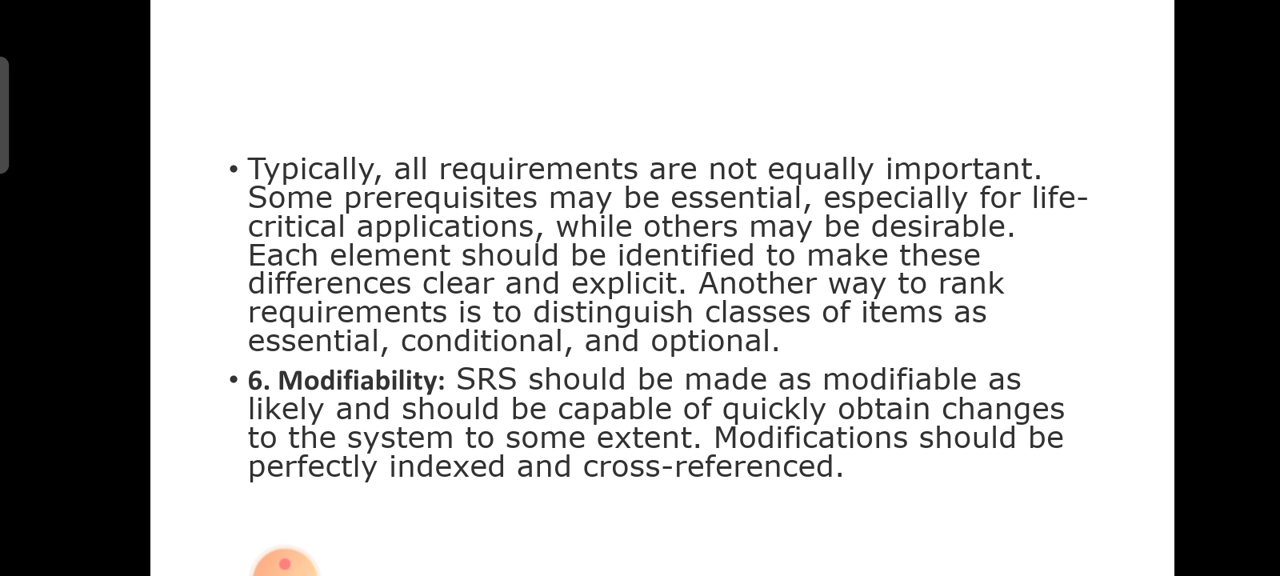 • Typically, all requirements are not equally important.
Some prerequisites may be essential, especially for life-
critical applications, while others may be desirable.
Each element should be identified to make these
differences clear and explicit. Another way to rank
requirements is to distinguish classes of items as
essential, conditional, and optional.
• 6. Modifiability: SRS should be made as modifiable as
likely and should be capable of quickly obtain changes
to the system to some extent. Modifications should be
perfectly indexed and cross-referenced.